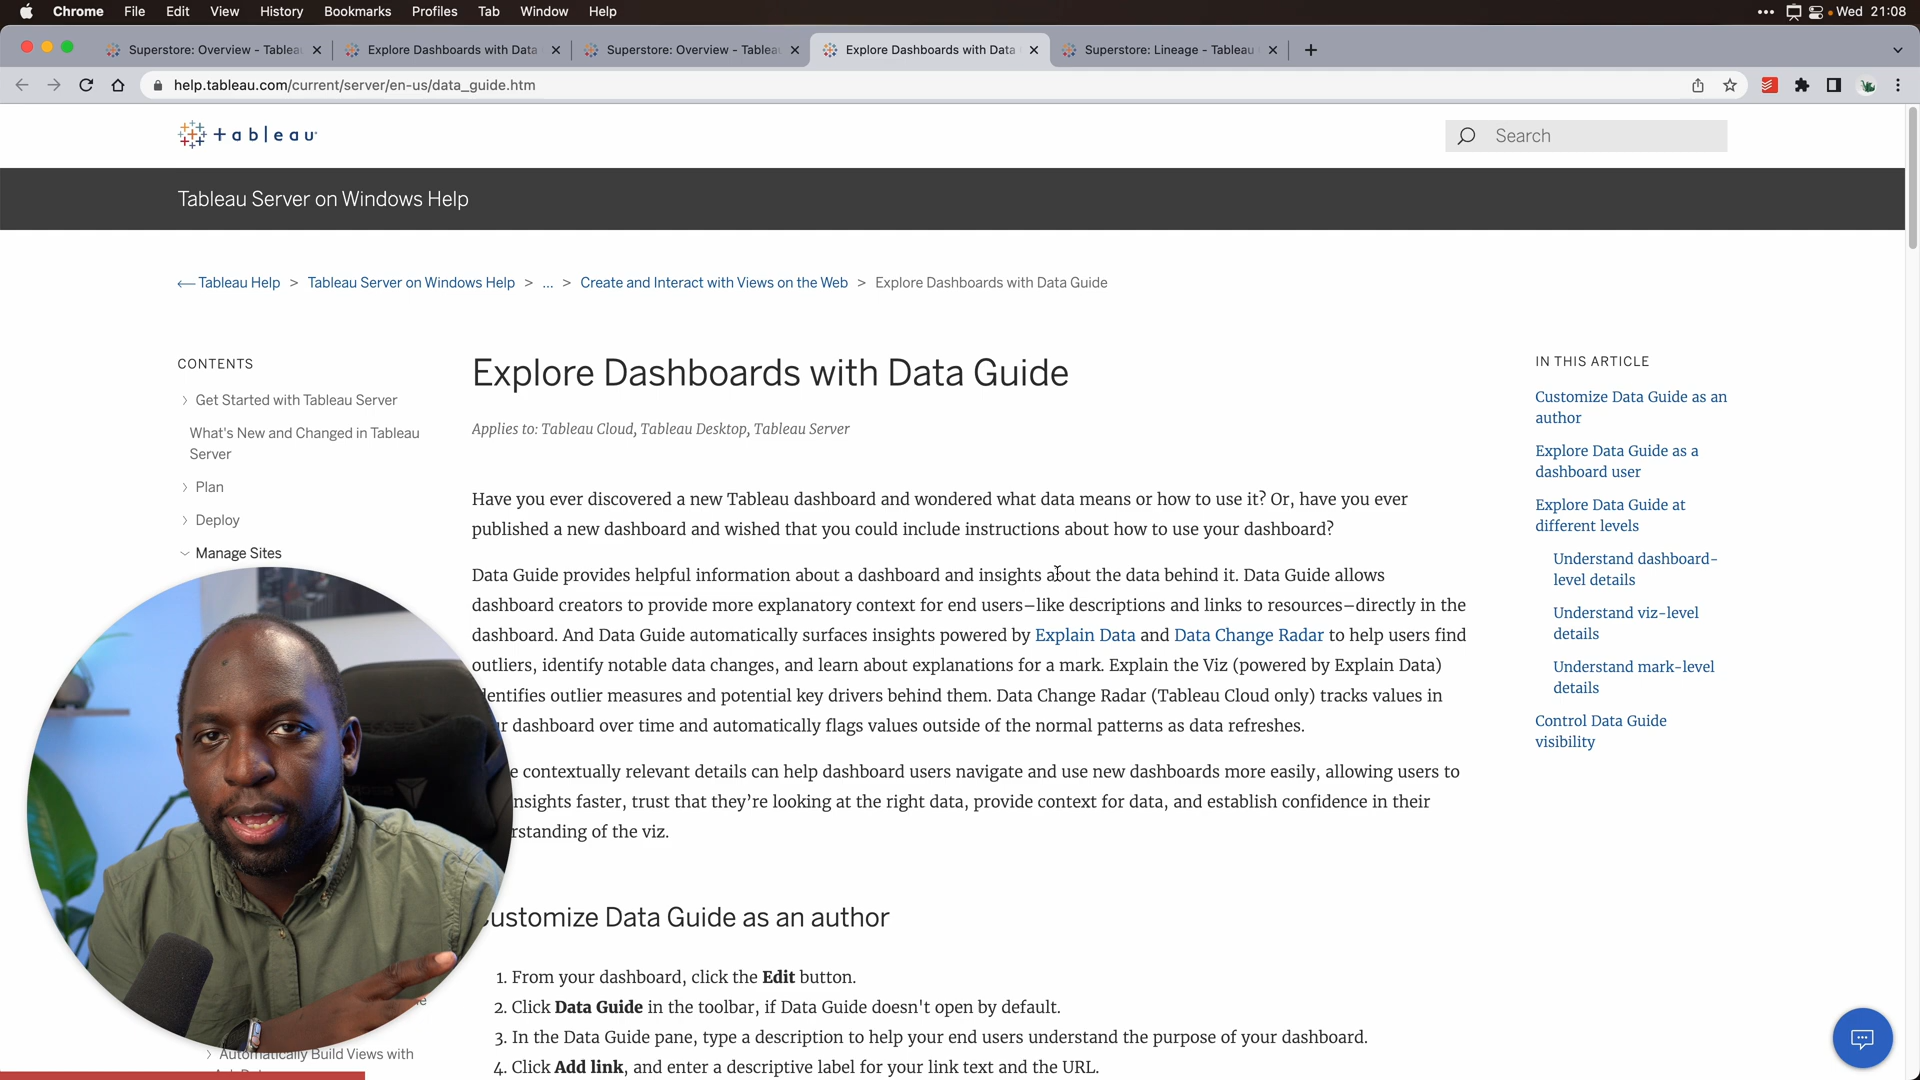 Chrome File Edit View History Bookmarks Profiles Tab Window Help
Wed 21:08
Superstore: Overview - Tablea
Explore Dashboards with Data
Superstore: Overview - Tablea
Explore Dashboards with Data
Superstore: Lineage - Tableau
help.tableau.com/current/server/en-us/data_guide.htm
+ableau
Search
Tableau Server on Windows Help
Tableau Help > Tableau Server on Windows Help > ... > Create and Interact with Views on the Web > Explore Dashboards with Data Guide
CONTENTS
Get Started with Tableau Server
What's New and Changed in Tableau
Server
Plan
Deploy
Manage Sites
Automatically Build Views with
Explore Dashboards with Data Guide
Applies to: Tableau Cloud, Tableau Desktop, Tableau Server
Have you ever discovered a new Tableau dashboard and wondered what data means or how to use it? Or, have you ever
published a new dashboard and wished that you could include instructions about how to use your dashboard?
Data Guide provides helpful information about a dashboard and insights about the data behind it. Data Guide allows
dashboard creators to provide more explanatory context for end users–like descriptions and links to resources–directly in the
dashboard. And Data Guide automatically surfaces insights powered by Explain Data and Data Change Radar to help users find
outliers, identify notable data changes, and learn about explanations for a mark. Explain the Viz (powered by Explain Data)
dentifies outlier measures and potential key drivers behind them. Data Change Radar (Tableau Cloud only) tracks values in
r dashboard over time and automatically flags values outside of the normal patterns as data refreshes.
e contextually relevant details can help dashboard users navigate and use new dashboards more easily, allowing users to
nsights faster, trust that they're looking at the right data, provide context for data, and establish confidence in their
rstanding of the viz.
ustomize Data Guide as an author
1. From your dashboard, click the Edit button.
2. Click Data Guide in the toolbar, if Data Guide doesn't open by default.
3. In the Data Guide pane, type a description to help your end users understand the purpose of your dashboard.
4. Click Add link, and enter a descriptive label for your link text and the URL.
IN THIS ARTICLE
Customize Data Guide as an
author
Explore Data Guide as a
dashboard user
Explore Data Guide at
different levels
Understand dashboard-
level details
Understand viz-level
details
Understand mark-level
details
Control Data Guide
visibility